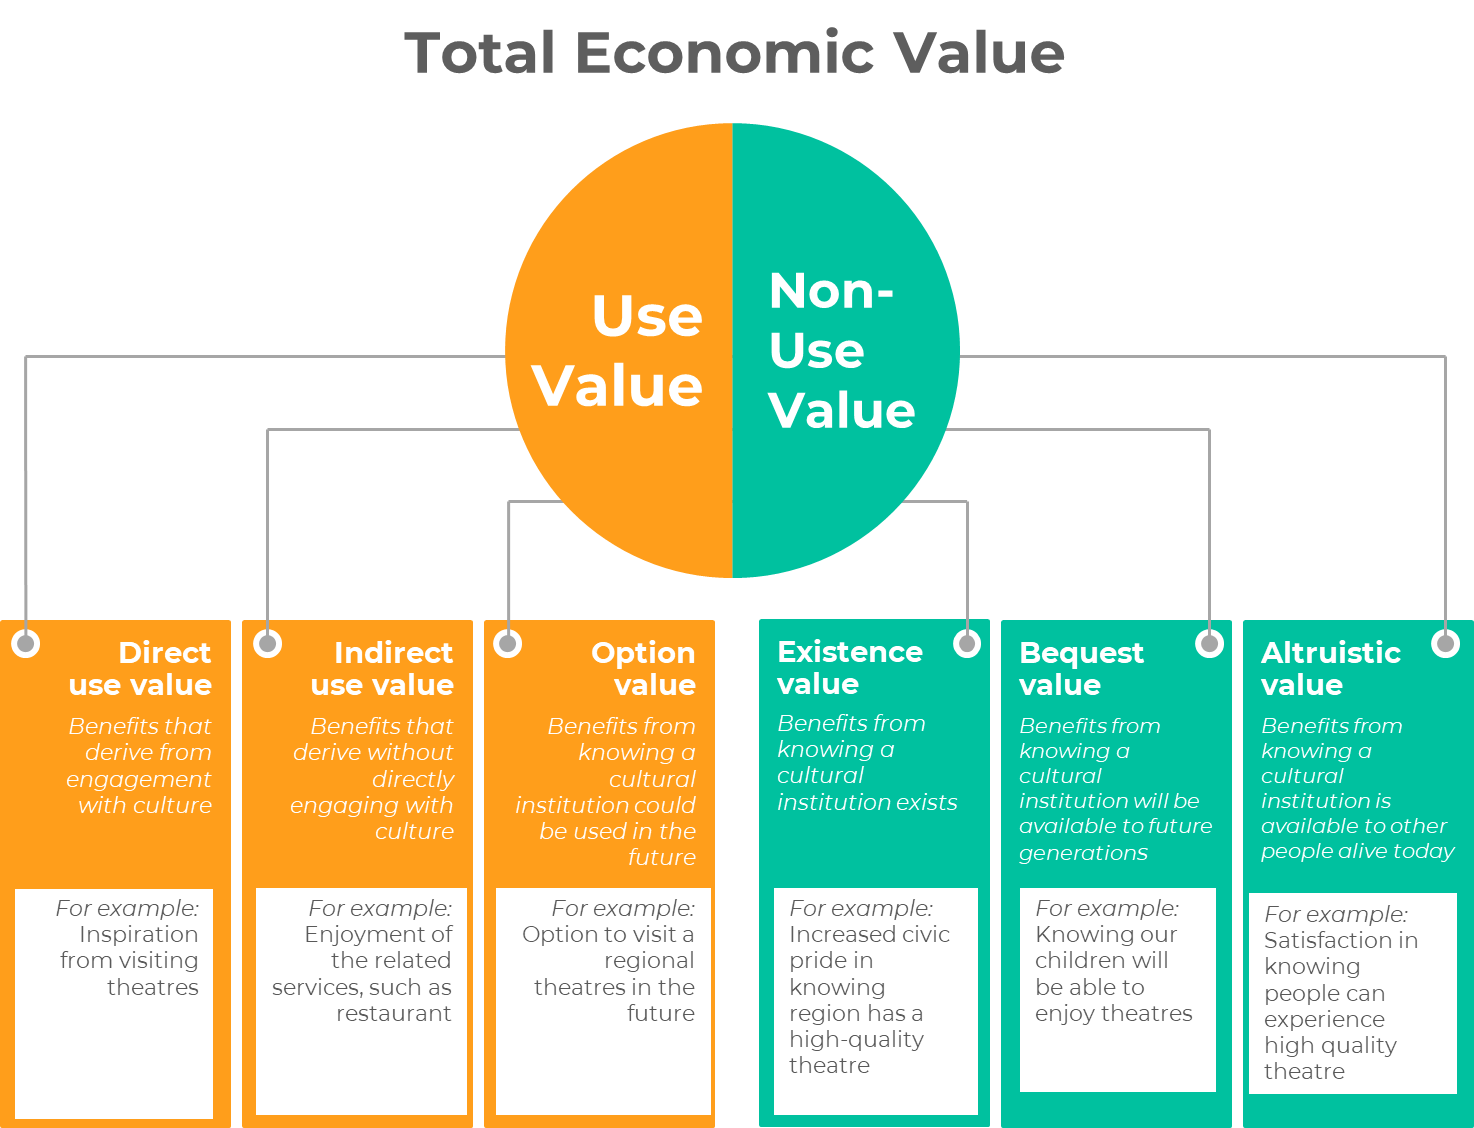 Total Economic Value
Use
Value
Non-
Use
Value
Direct
use value
Benefits that
derive from
engagement
with culture
For example:
Inspiration
from visiting
theatres
Indirect
use value
Benefits that
derive without
directly
engaging with
culture
For example:
Enjoyment of
the related
services, such as
restaurant
Option
value
Benefits from
knowing a
cultural
institution could
be used in the
future
For example:
Option to visit a
regional
theatres in the
future
Existence
value
Benefits from
knowing a
cultural
institution exists
For example:
Increased civic
pride in
knowing
region has a
high-quality
theatre
Bequest
value
Benefits from
knowing a
cultural
institution will be
available to future
generations
For example:
Knowing our
children will
be able to
enjoy theatres
Altruistic
value
Benefits from
knowing a
cultural
institution is
available to other
people alive today
For example:
Satisfaction in
knowing
people can
experience
high quality
theatre